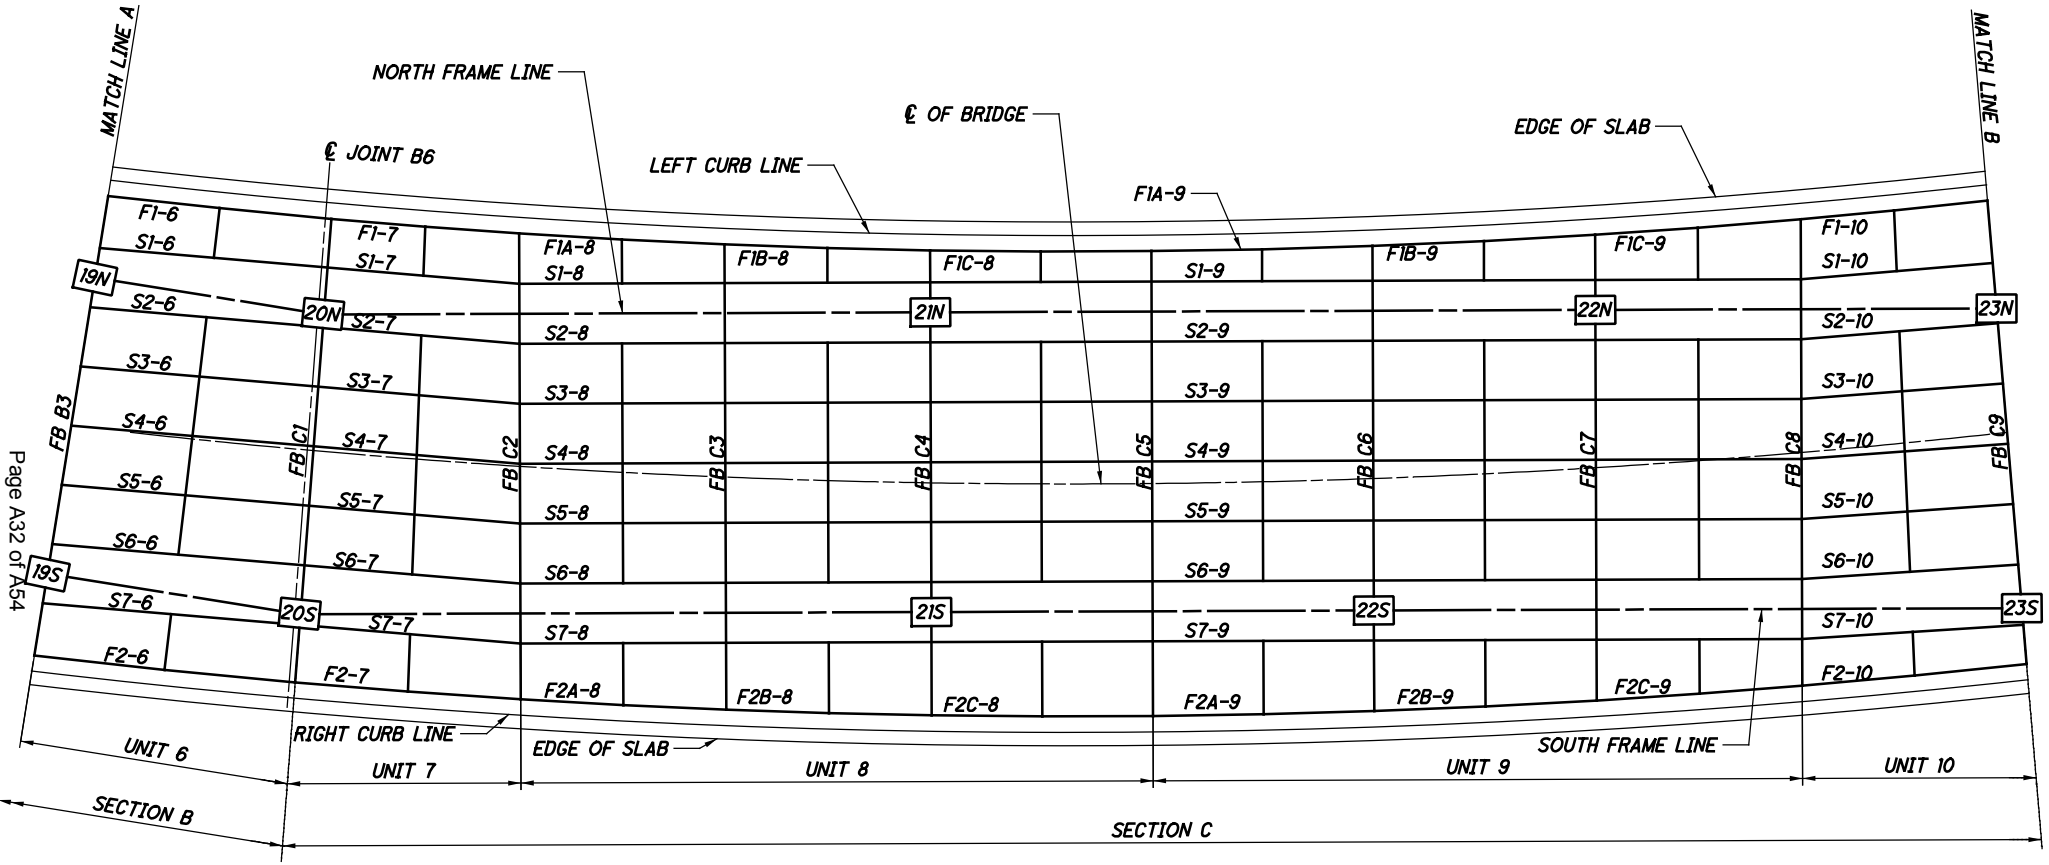 MATCH LINE A
MATCH LINE B
NORTH FRAME LINE
℄ OF BRIDGE
EDGE OF SLAB
℄ JOINT B6
LEFT CURB LINE
F1A-9
F1-6
F1-7
F1A-8
F1B-8
F1C-8
F1B-9
F1C-9
F1-10
S1-6
S1-7
S1-8
S1-9
S1-10
19N
20N
21N
22N
23N
S2-6
S2-7
S2-8
S2-9
S2-10
S3-6
S3-7
S3-8
S3-9
S3-10
FB B3
FB C1
FB C2
FB C3
FB C4
FB C5
FB C6
FB C7
FB C8
FB C9
S4-6
S4-7
S4-8
S4-9
S4-10
S5-6
S5-7
S5-8
S5-9
S5-10
S6-6
S6-7
S6-8
S6-9
S6-10
19S
20S
21S
22S
23S
S7-6
S7-7
S7-8
S7-9
S7-10
F2-6
F2-7
F2A-8
F2B-8
F2C-8
F2A-9
F2B-9
F2C-9
F2-10
RIGHT CURB LINE
EDGE OF SLAB
SOUTH FRAME LINE
UNIT 6
UNIT 7
UNIT 8
UNIT 9
UNIT 10
SECTION B
SECTION C
Page A32 of A54